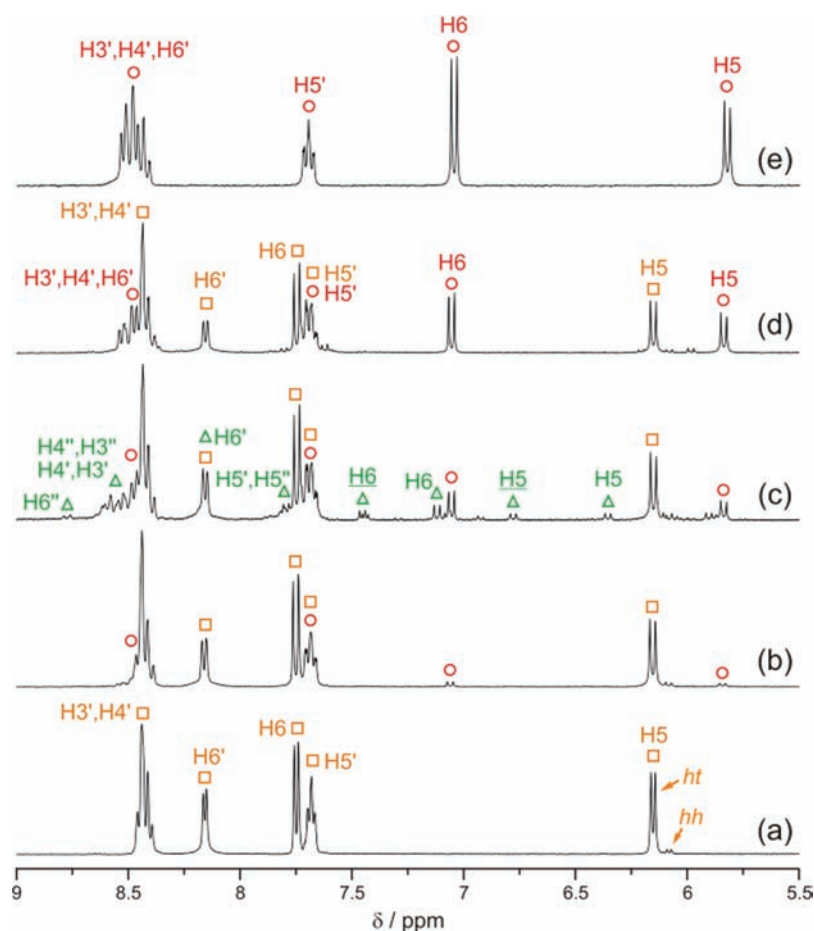 H3',H4',H6'
H5'
H6
H5
(e)
H3',H4'
H3',H4',H6'
H6'
H6
H5'
H5'
H6
H5
H5
(d)
H4'',H3''
H4',H3'
H6''
H6'
H5',H5''
H6
H6
H5
H5
(c)
(b)
H3',H4'
H6'
H6
H5'
H5
ht
hh
(a)
9 8.5 8 7.5 7 6.5 6 5.5
δ / ppm